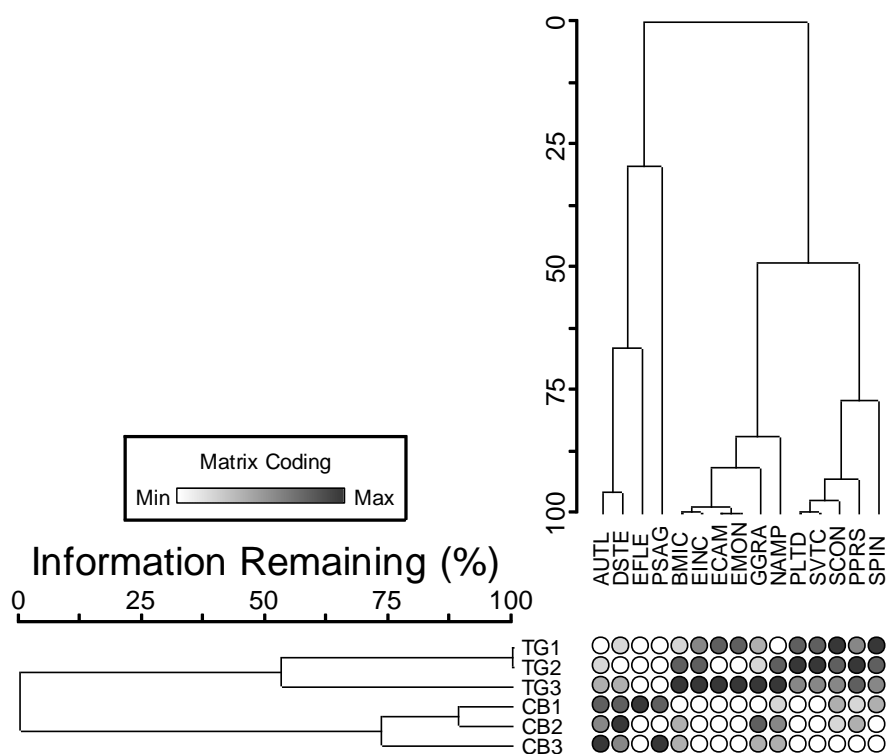 0
25
50
75
100
Matrix Coding
Min Max
AUTL
DSTE
EFLE
PSAG
BMIC
EINC
ECAM
EMON
GGRA
NAMP
PLTD
SVTC
SCON
PPRS
SPIN
Information Remaining (%)
0 25 50 75 100
TG1
TG2
TG3
CB1
CB2
CB3